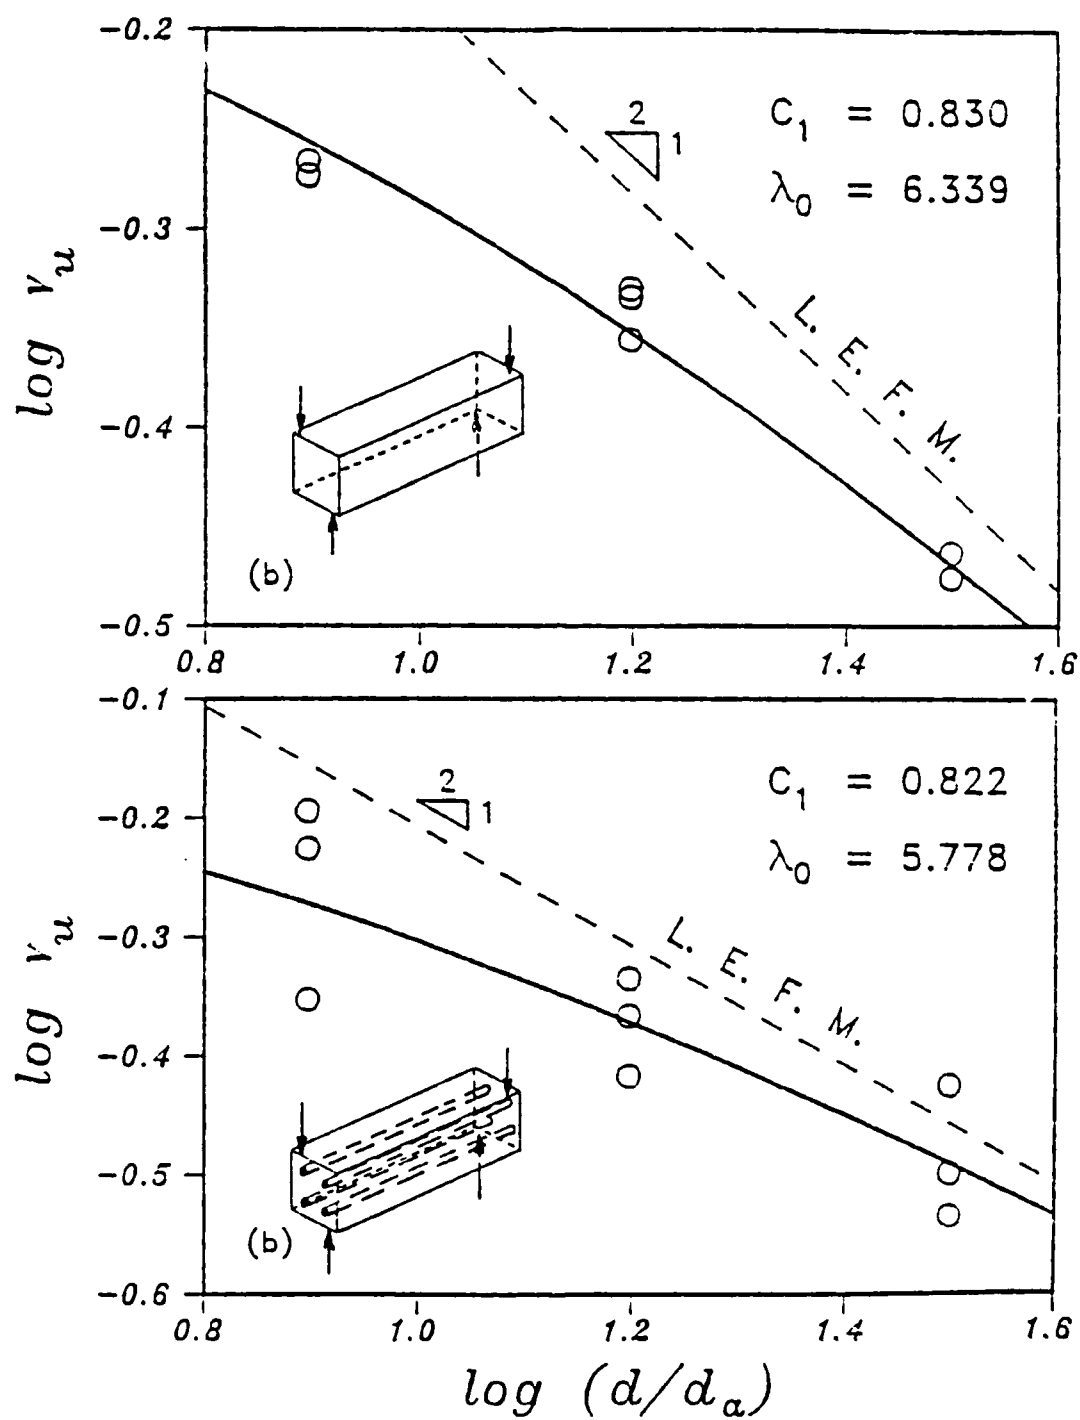 -0.2
-0.3
-0.4
-0.5
log vu
2
1
C1 = 0.830
λ0 = 6.339
L. E. F. M.
(b)
0.8 1.0 1.2 1.4 1.6
-0.1
-0.2
-0.3
-0.4
-0.5
-0.6
log vu
2
1
C1 = 0.822
λ0 = 5.778
L. E. F. M.
(b)
0.8 1.0 1.2 1.4 1.6
log (d/da)